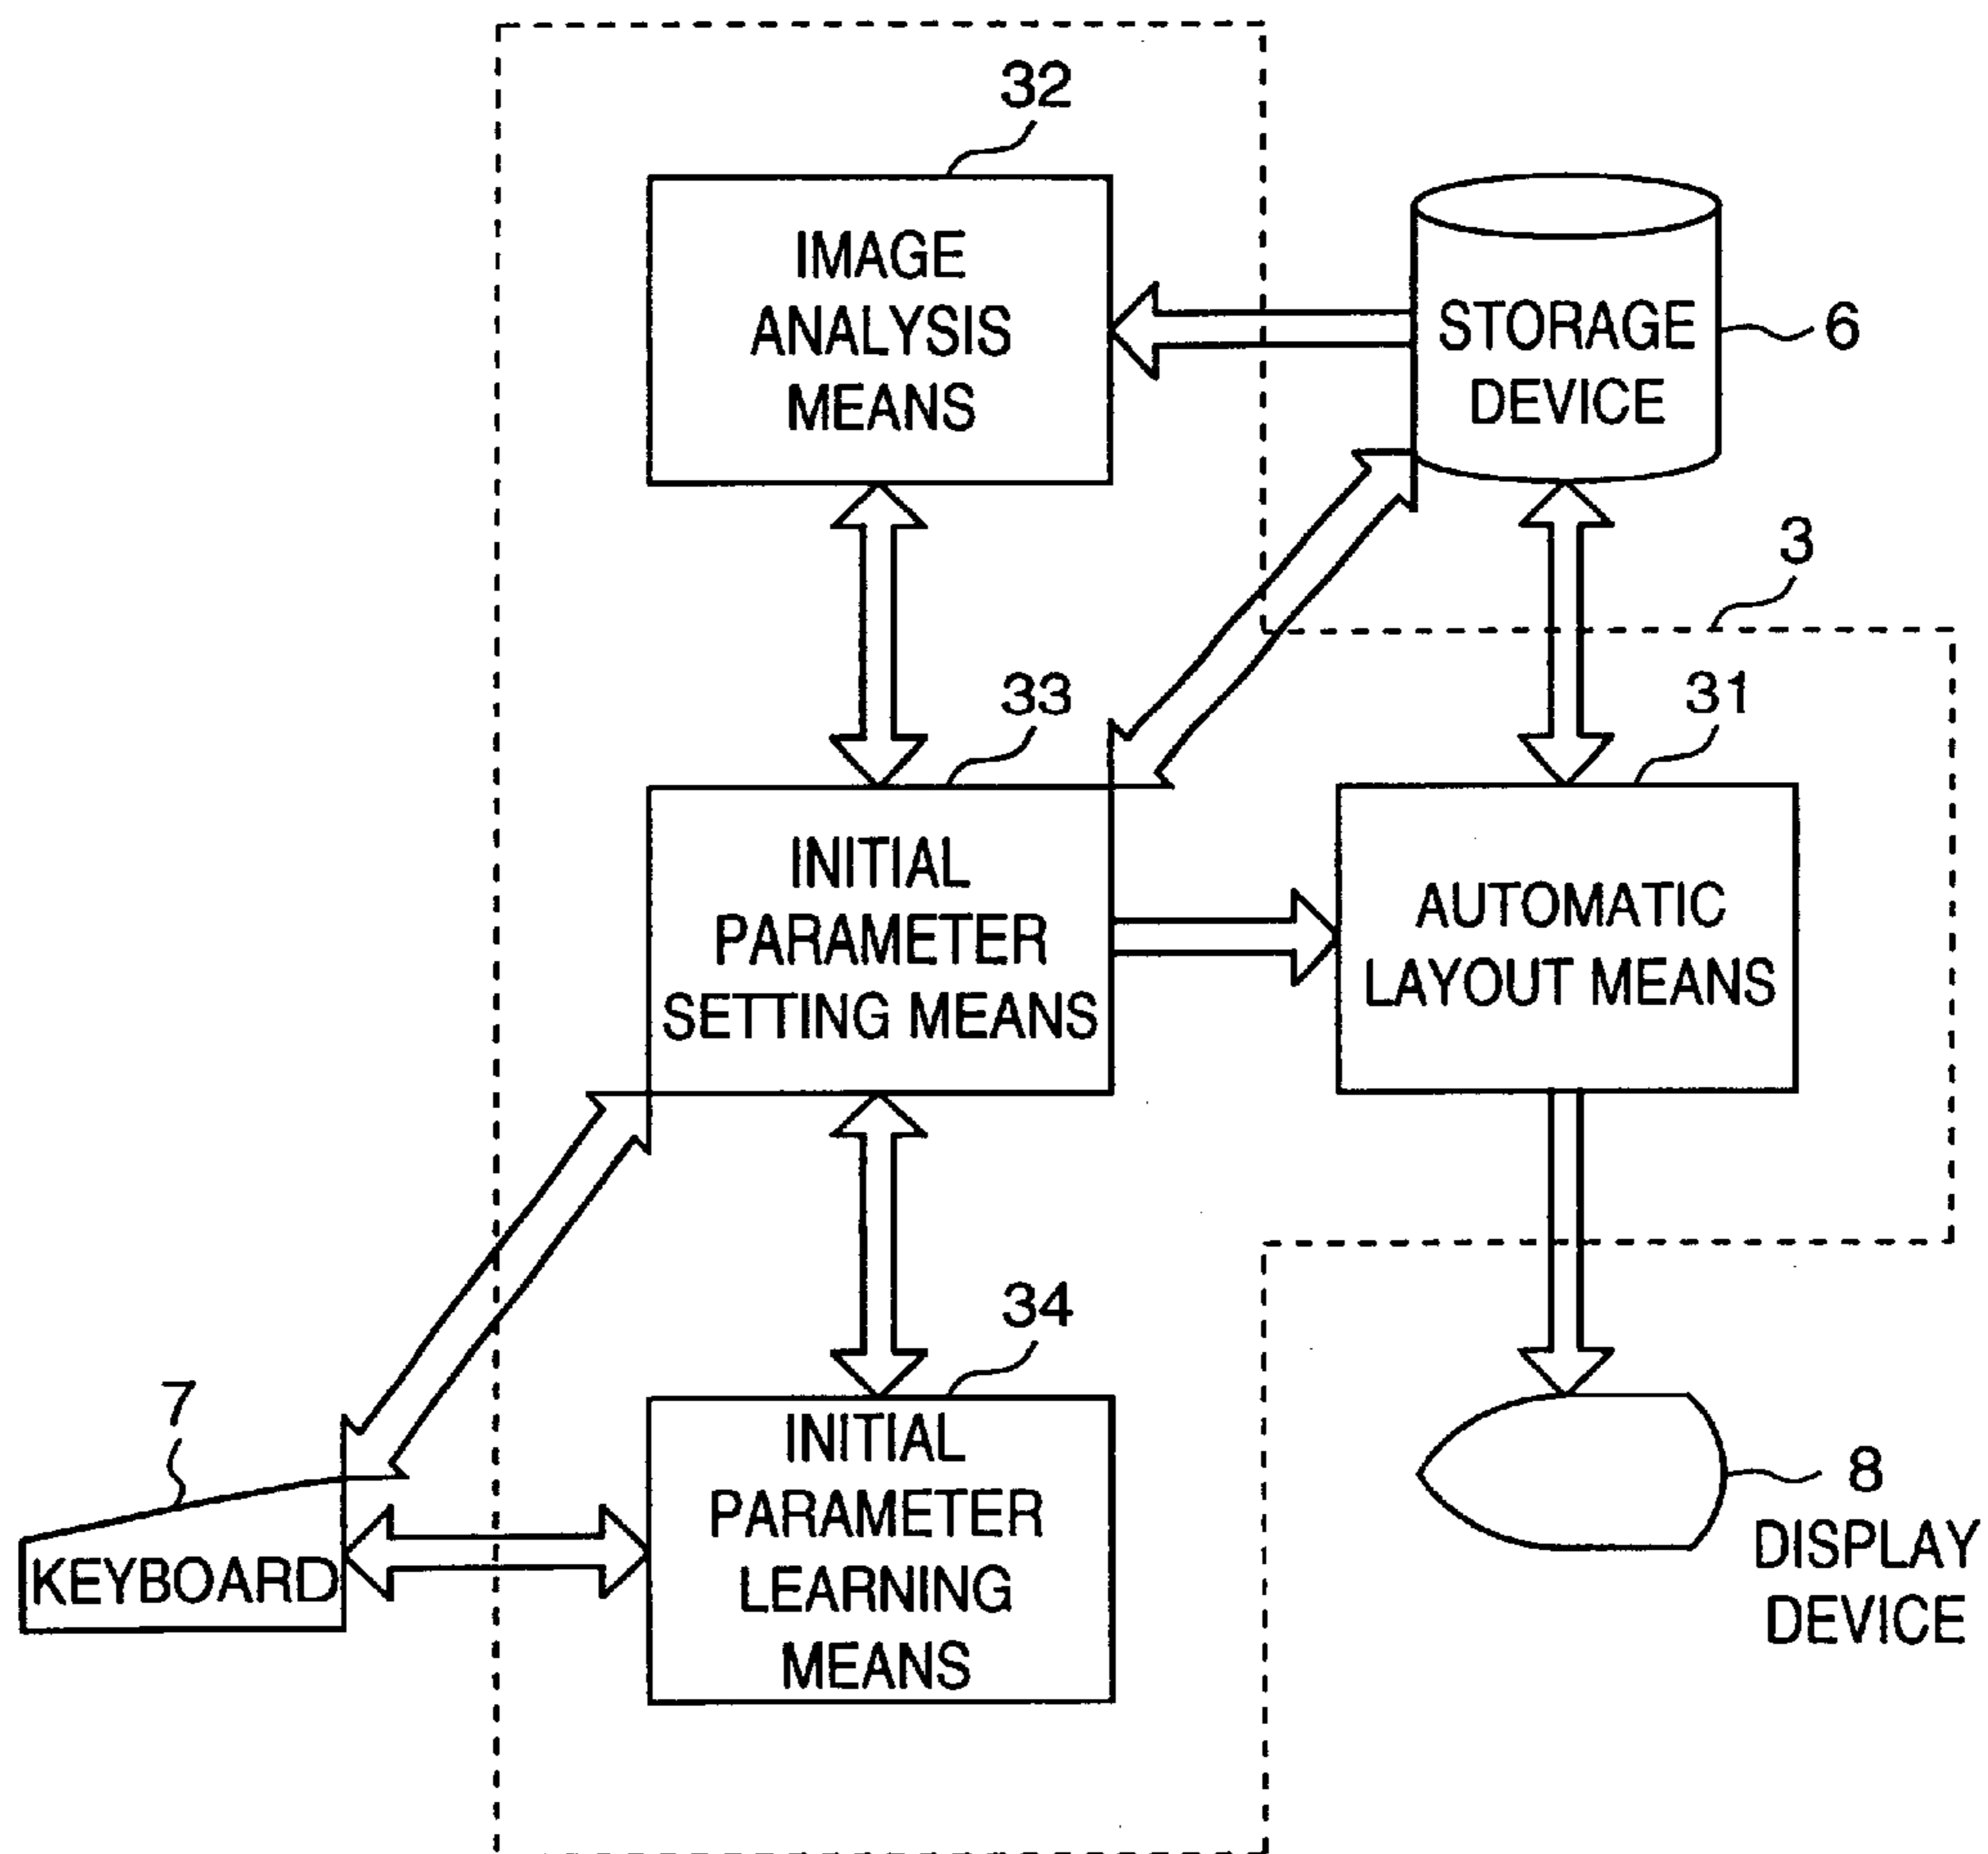 32
IMAGE
ANALYSIS
MEANS
STORAGE
DEVICE
6
3
33
31
INITIAL
PARAMETER
SETTING MEANS
AUTOMATIC
LAYOUT MEANS
34
7
KEYBOARD
INITIAL
PARAMETER
LEARNING
MEANS
8
DISPLAY
DEVICE